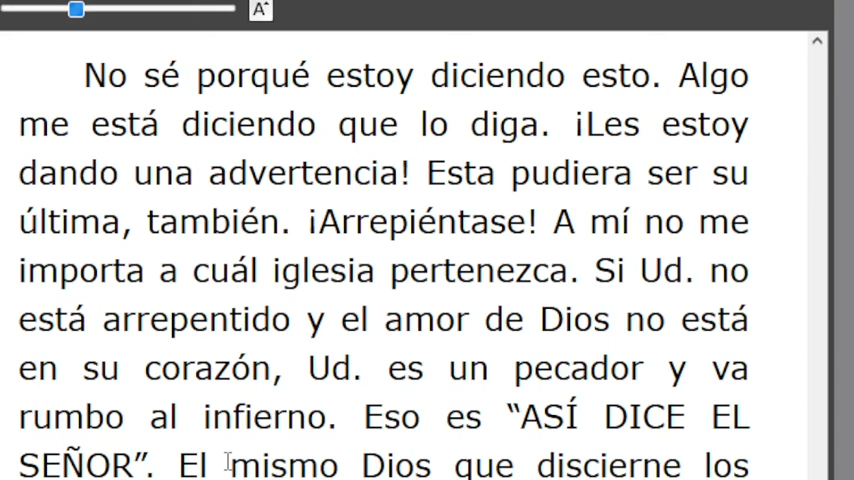 A^
No sé porqué estoy diciendo esto. Algo
me está diciendo que lo diga. ¡Les estoy
dando una advertencia! Esta pudiera ser su
última, también. ¡Arrepiéntase! A mí no me
importa a cuál iglesia pertenezca. Si Ud. no
está arrepentido y el amor de Dios no está
en su corazón, Ud. es un pecador y va
rumbo al infierno. Eso es “ASÍ DICE EL
SEÑOR”. El mismo Dios que discierne los